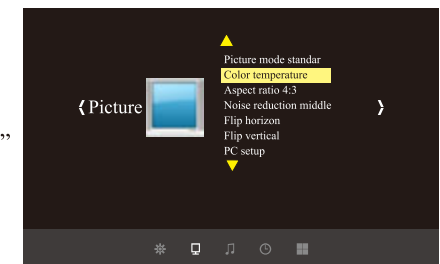 Picture
Picture mode standar
Color temperature
Aspect ratio 4:3
Noise reduction middle
Flip horizon
Flip vertical
PC setup
”